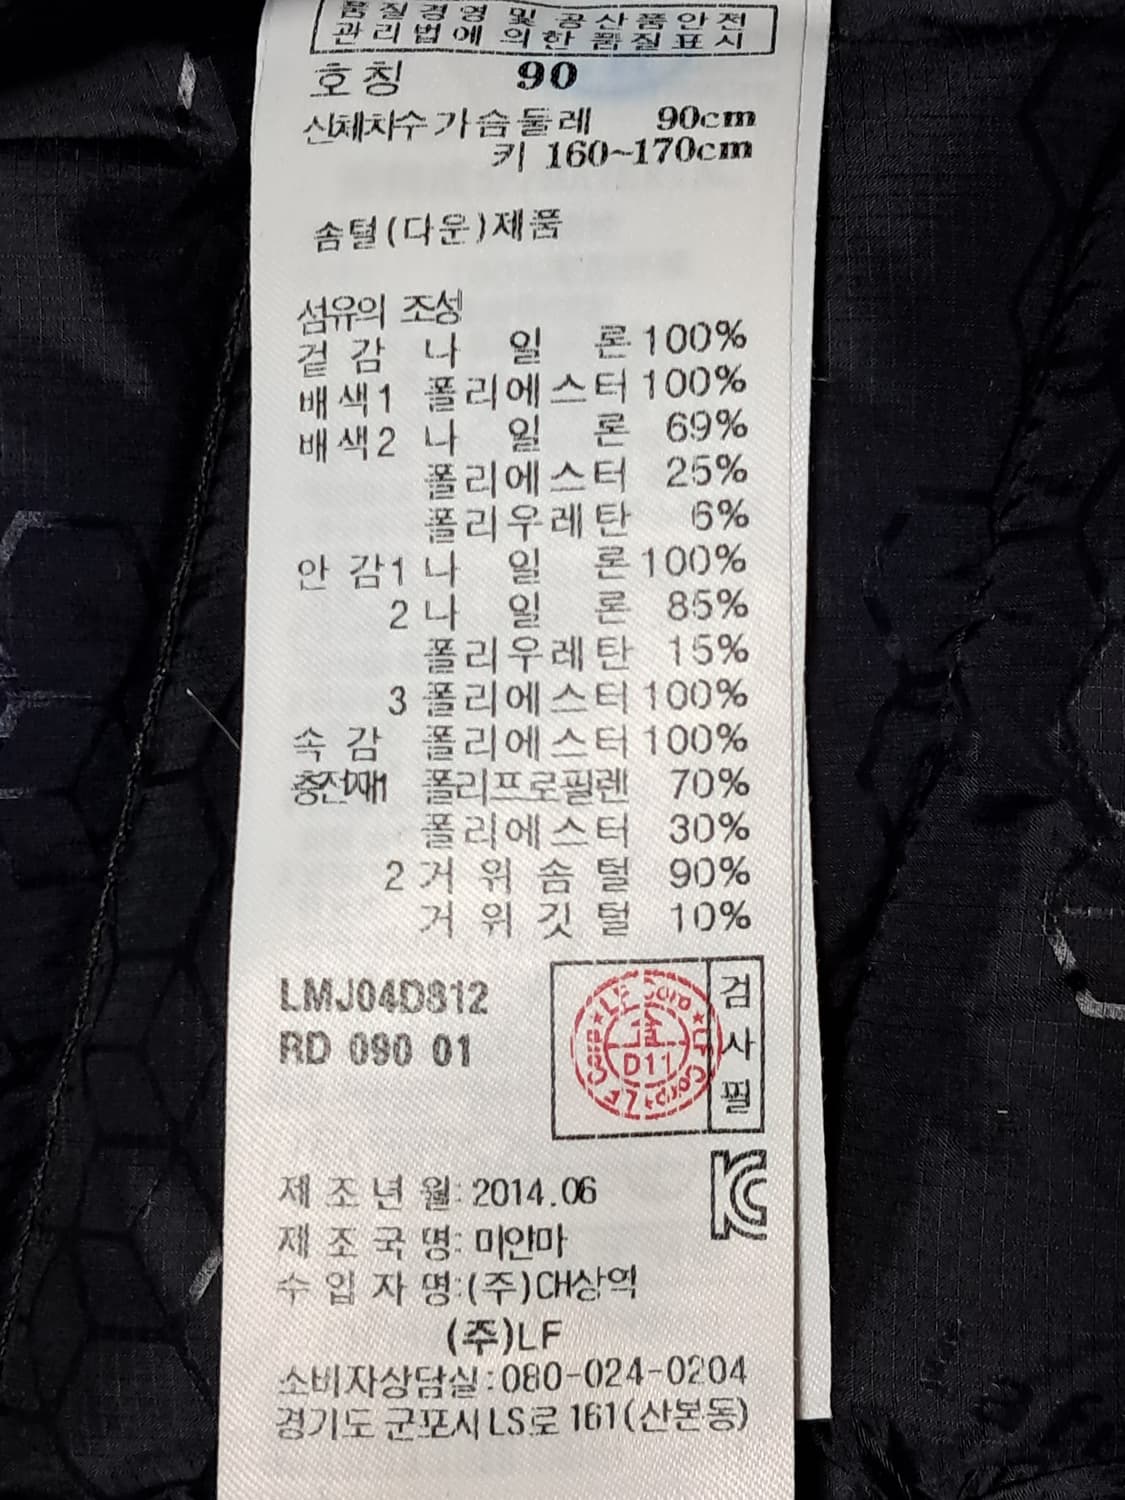 품질경영 및 공산품안전
관리법에 의한 품질표시
호칭 90
신체치수 가슴둘레 90cm
키 160~170cm
솜털(다운)제품
섬유의 조성
겉감 나일론 100%
배색1 폴리에스터 100%
배색2 나일론 69%
폴리에스터 25%
폴리우레탄 6%
안감1 나일론 100%
2 나일론 85%
폴리우레탄 15%
3 폴리에스터 100%
속감 폴리에스터 100%
충전재1 폴리프로필렌 70%
폴리에스터 30%
2 거위솜털 90%
거위깃털 10%
LMJ04D812
RD 090 01
LF Corp ★ LF Corp ★ LF Corp ★
D11
검사필
제조년월: 2014.06
제조국명: 미얀마
수입자명:(주)CH상역
(주)LF
소비자상담실:080-024-0204
경기도 군포시 LS로 161(산본동)